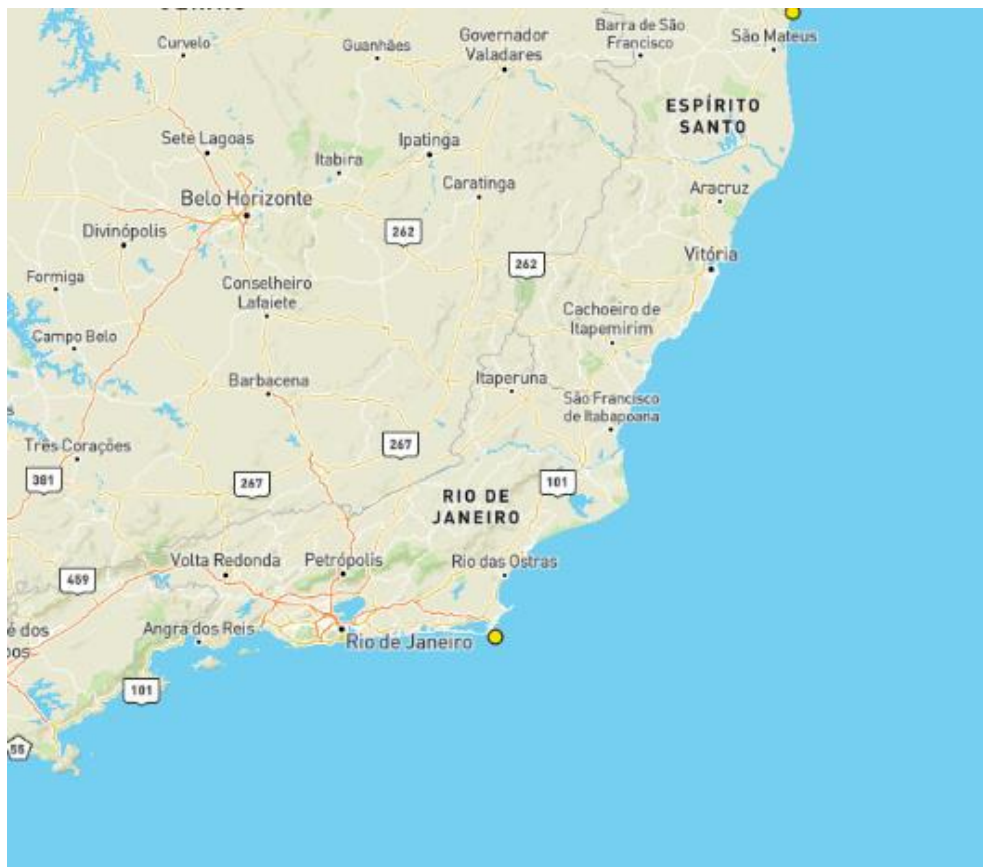 Curvelo
Guanhães
Governador
Valadares
Barra de São
Francisco
São Mateus
ESPÍRITO
SANTO
Sete Lagoas
Itabira
Ipatinga
Caratinga
Aracruz
Belo Horizonte
Divinópolis
262
262
Vitória
Formiga
Conselheiro
Lafaiete
Cachoeiro de
Itapemirim
Campo Belo
Barbacena
Itaperuna
São Francisco
de Itabapoana
Três Corações
267
381
267
101
RIO DE
JANEIRO
Volta Redonda
Petrópolis
Rio das Ostras
459
é dos
Angra dos Reis
Rio de Janeiro
101
55